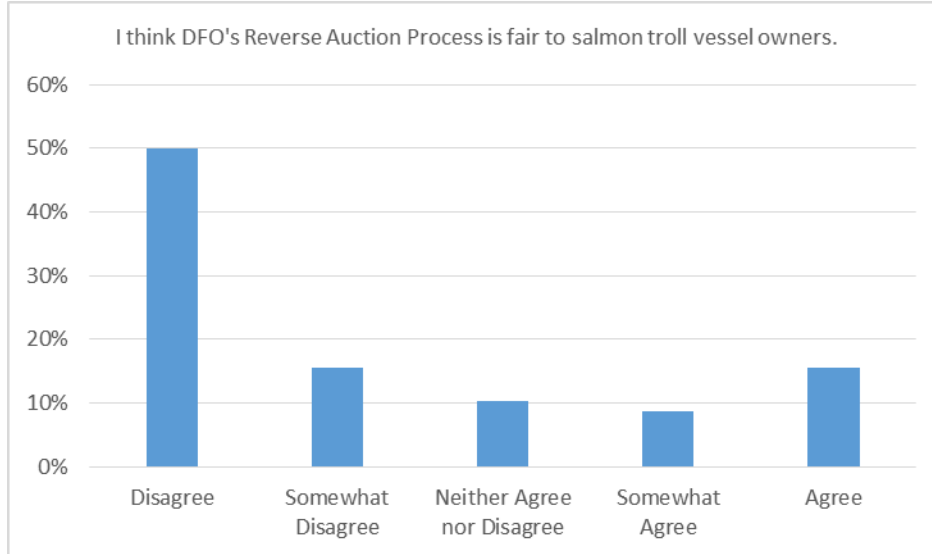 I think DFO's Reverse Auction Process is fair to salmon troll vessel owners.
60%
50%
40%
30%
20%
10%
0%
Disagree
Somewhat
Disagree
Neither Agree
nor Disagree
Somewhat
Agree
Agree